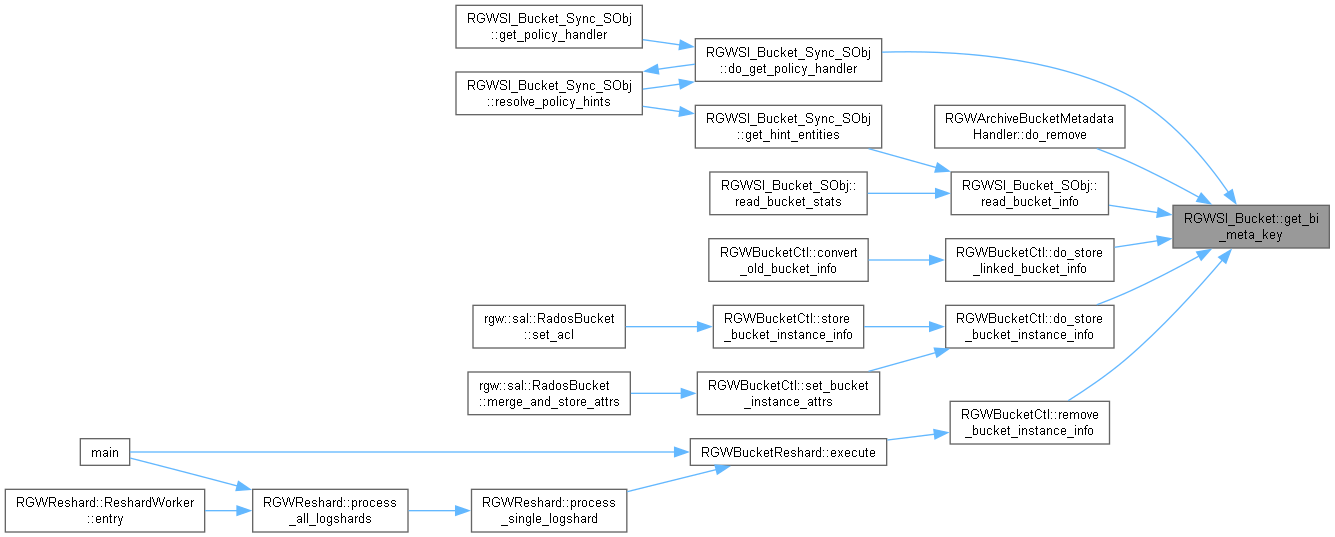 RGWSI_Bucket_Sync_SObj
::get_policy_handler
RGWSI_Bucket_Sync_SObj
::do_get_policy_handler
RGWSI_Bucket_Sync_SObj
::resolve_policy_hints
RGWSI_Bucket_Sync_SObj
::get_hint_entities
RGWArchiveBucketMetadata
Handler::do_remove
RGWSI_Bucket_SObj::
read_bucket_stats
RGWSI_Bucket_SObj::
read_bucket_info
RGWSI_Bucket::get_bi
_meta_key
RGWBucketCtl::convert
_old_bucket_info
RGWBucketCtl::do_store
_linked_bucket_info
rgw::sal::RadosBucket
::set_acl
RGWBucketCtl::store
_bucket_instance_info
RGWBucketCtl::do_store
_bucket_instance_info
rgw::sal::RadosBucket
::merge_and_store_attrs
RGWBucketCtl::set_bucket
_instance_attrs
RGWBucketCtl::remove
_bucket_instance_info
main
RGWBucketReshard::execute
RGWReshard::ReshardWorker
::entry
RGWReshard::process
_all_logshards
RGWReshard::process
_single_logshard